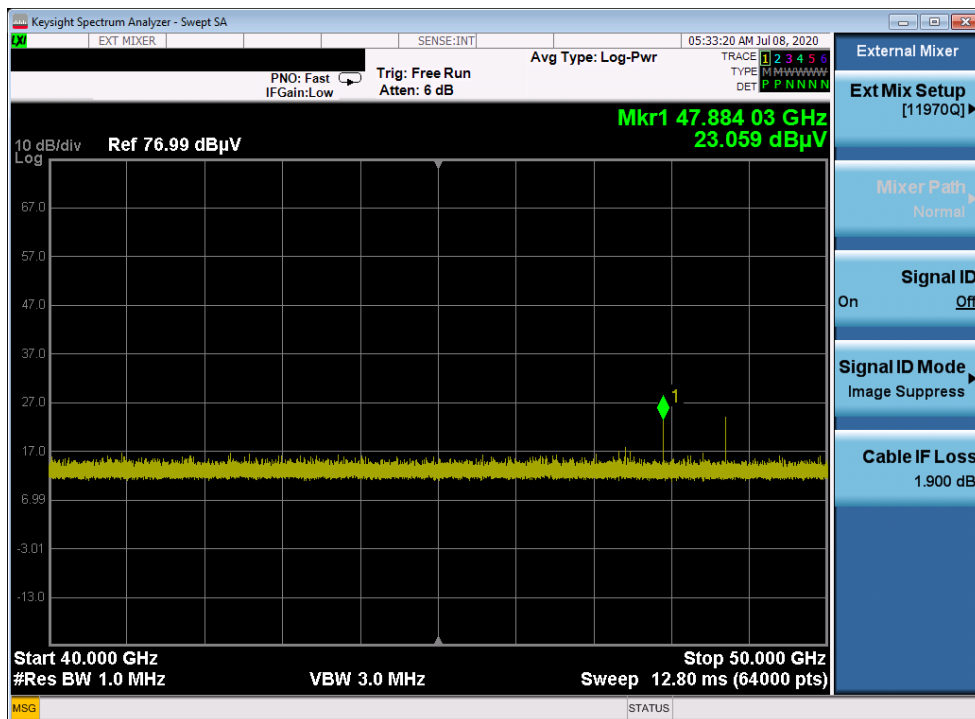 Keysight Spectrum Analyzer - Swept SA
LXI
EXT MIXER
SENSE:INT
05:33:20 AM Jul 08, 2020
PNO: Fast
IFGain:Low
Trig: Free Run
Atten: 6 dB
Avg Type: Log-Pwr
TRACE 1 2 3 4 5 6
TYPE M M W W W W
DET P P N N N N
Mkr1 47.884 03 GHz
23.059 dBµV
10 dB/div
Log
Ref 76.99 dBµV
67.0
57.0
47.0
37.0
27.0
17.0
6.99
-3.01
-13.0
1
Start 40.000 GHz
Stop 50.000 GHz
#Res BW 1.0 MHz
VBW 3.0 MHz
Sweep 12.80 ms (64000 pts)
MSG
STATUS
External Mixer
Ext Mix Setup
[11970Q]
Mixer Path
Normal
Signal ID
On Off
Signal ID Mode
Image Suppress
Cable IF Loss
1.900 dB